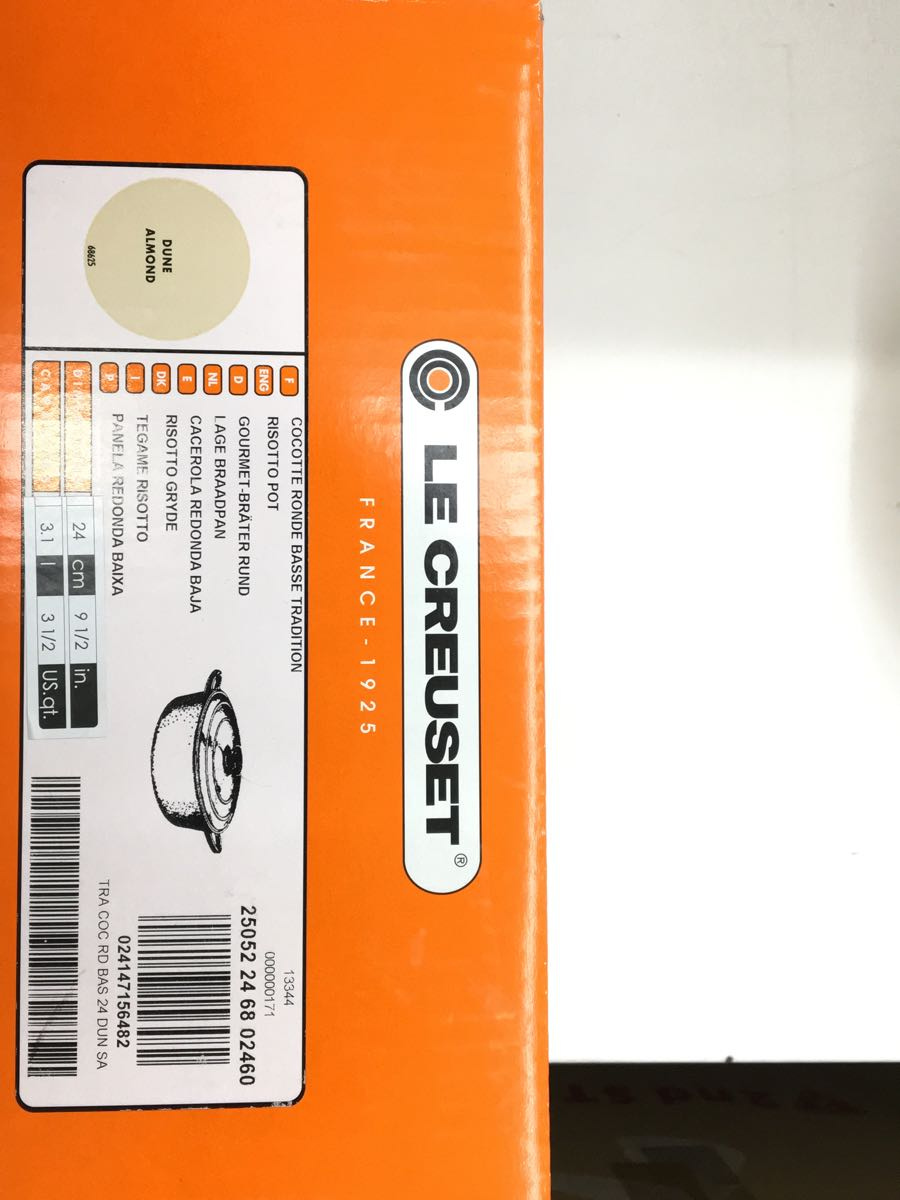 LE CREUSET®
FRANCE - 1925
DUNE
ALMOND
68625
F COCOTTE RONDE BASSE TRADITION
ENG RISOTTO POT
D GOURMET-BRÄTER RUND
NL LAGE BRAADPAN
E CACEROLA REDONDA BAJA
DK RISOTTO GRYDE
I TEGAME RISOTTO
P PANELA REDONDA BAIXA
24 cm 9 1/2 in.
3.1 l 3 1/2 US.qt.
13344
000000171
25052 24 68 02460
024147156482
TRA COC RD BAS 24 DUN SA
2nd ST